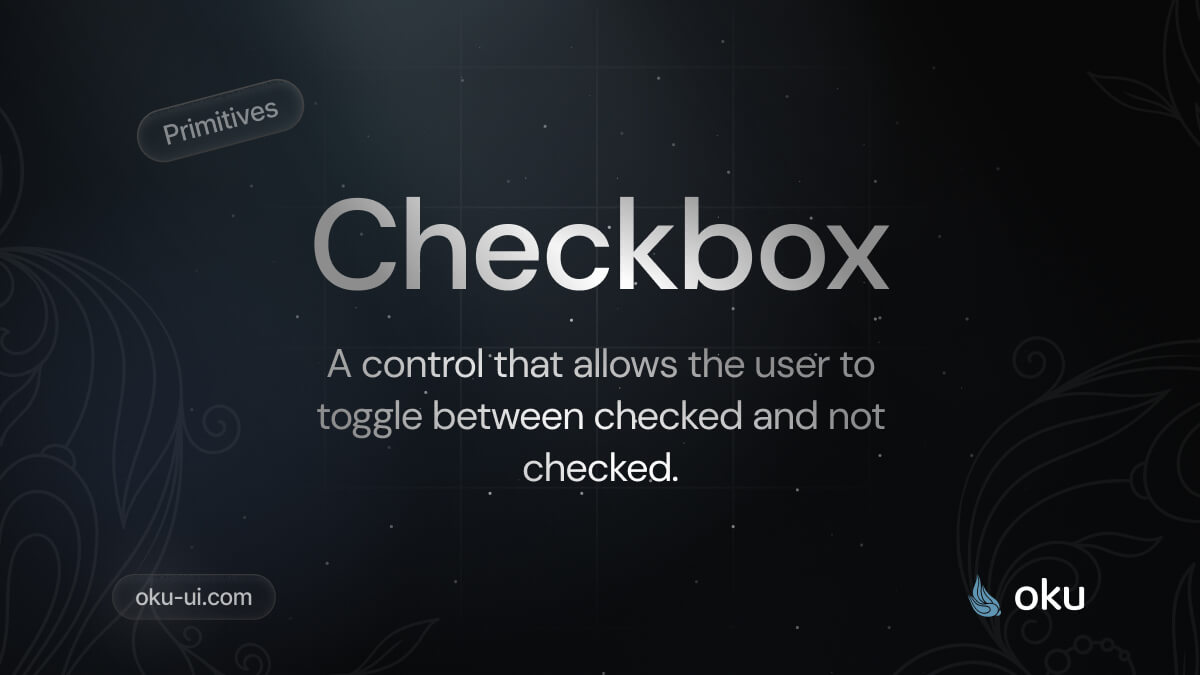 Primitives
Checkbox
A control that allows the user to
toggle between checked and not
checked.
oku-ui.com
oku